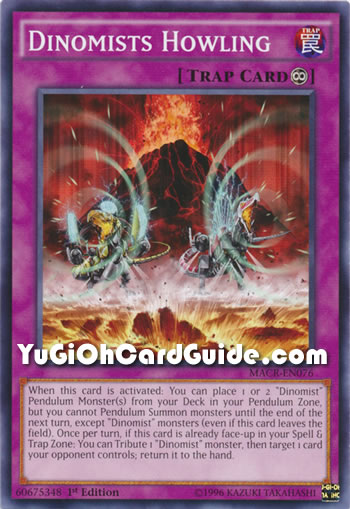 DINOMISTS HOWLING
TRAP
罠
[TRAP CARD∞]
YuGiOhCardGuide.com
MACR-EN076
When this card is activated: You can place 1 or 2 "Dinomist"
Pendulum Monster(s) from your Deck in your Pendulum Zone,
but you cannot Pendulum Summon monsters until the end of the
next turn, except "Dinomist" monsters (even if this card leaves the
field). Once per turn, if this card is already face-up in your Spell &
Trap Zone: You can Tribute 1 "Dinomist" monster, then target 1 card
your opponent controls; return it to the hand.
60675348
1st Edition
©1996 KAZUKI TAKAHASHI